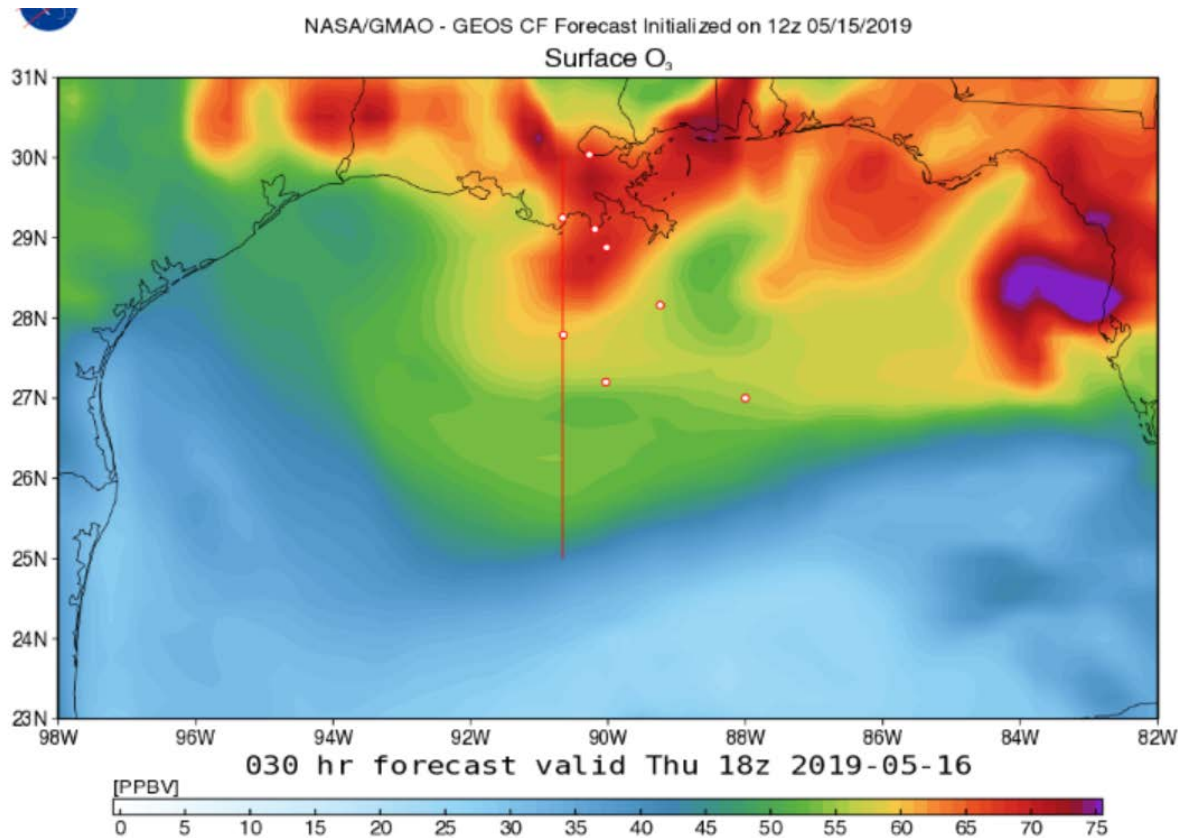 NASA/GMAO - GEOS CF Forecast Initialized on 12z 05/15/2019
Surface O₃
31N
30N
29N
28N
27N
26N
25N
24N
23N
98W 96W 94W 92W 90W 88W 86W 84W 82W
030 hr forecast valid Thu 18z 2019-05-16
[PPBV]
0 5 10 15 20 25 30 35 40 45 50 55 60 65 70 75